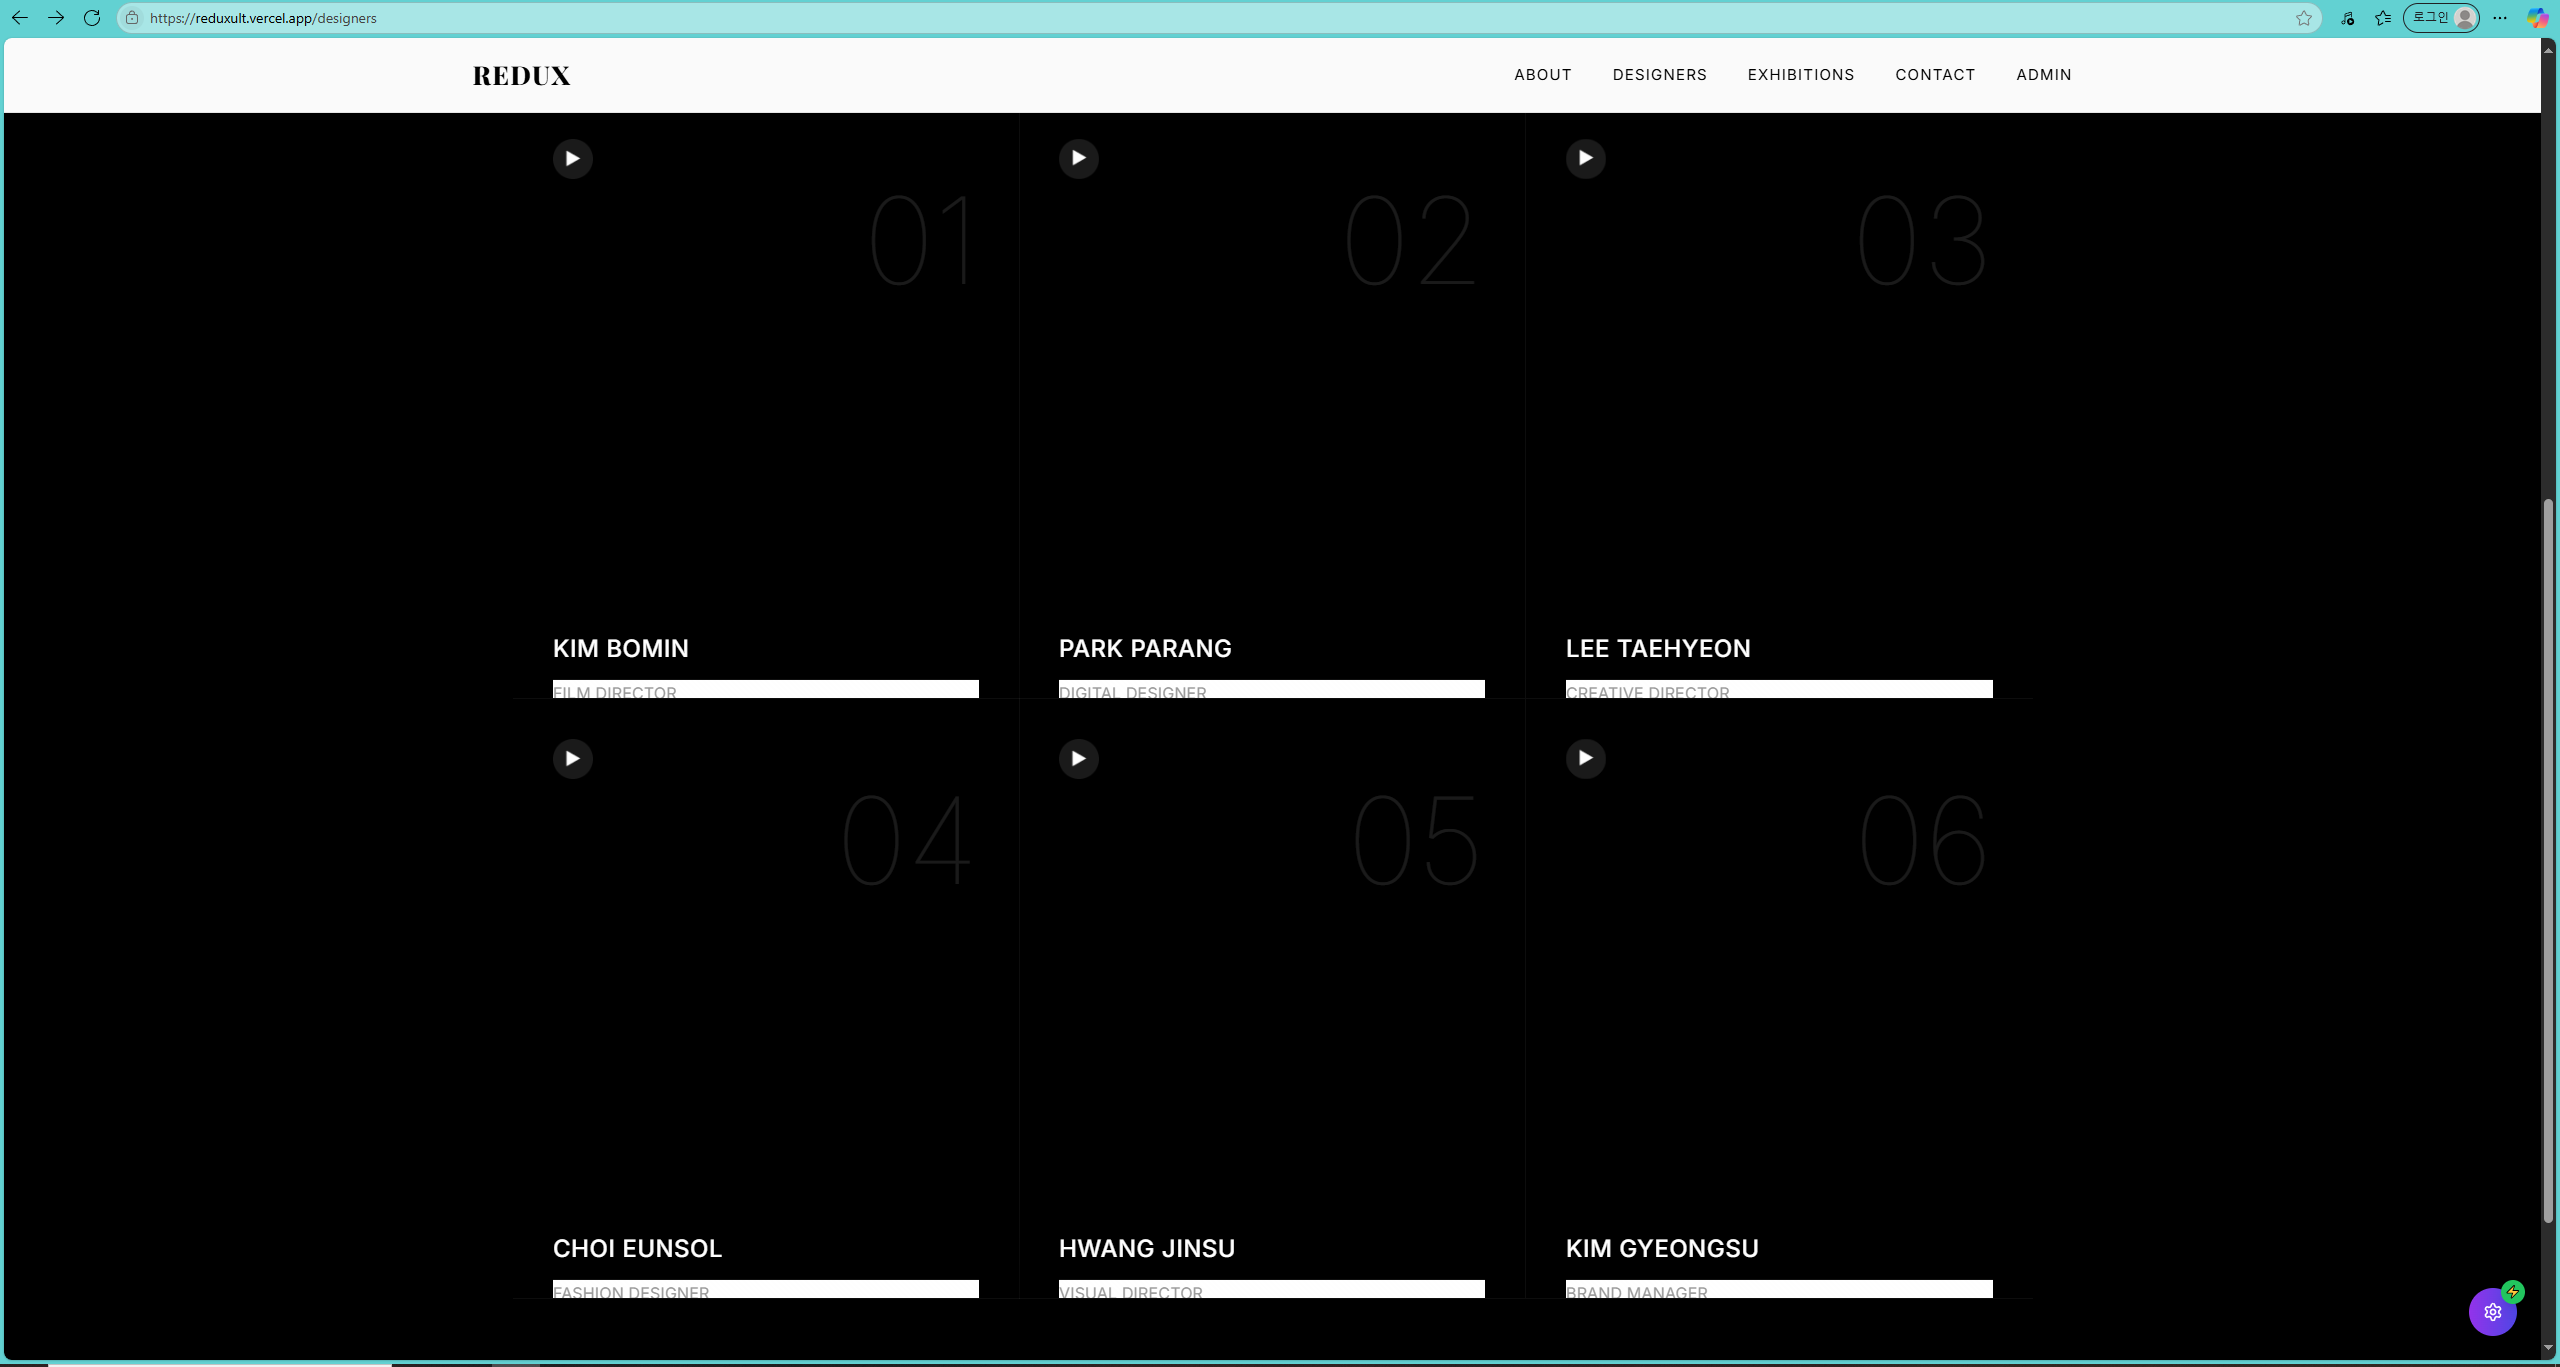 https://reduxult.vercel.app/designers
로그인
REDUX
ABOUT DESIGNERS EXHIBITIONS CONTACT ADMIN
01 02 03
KIM BOMIN PARK PARANG LEE TAEHYEON
FILM DIRECTOR DIGITAL DESIGNER CREATIVE DIRECTOR
04 05 06
CHOI EUNSOL HWANG JINSU KIM GYEONGSU
FASHION DESIGNER VISUAL DIRECTOR BRAND MANAGER